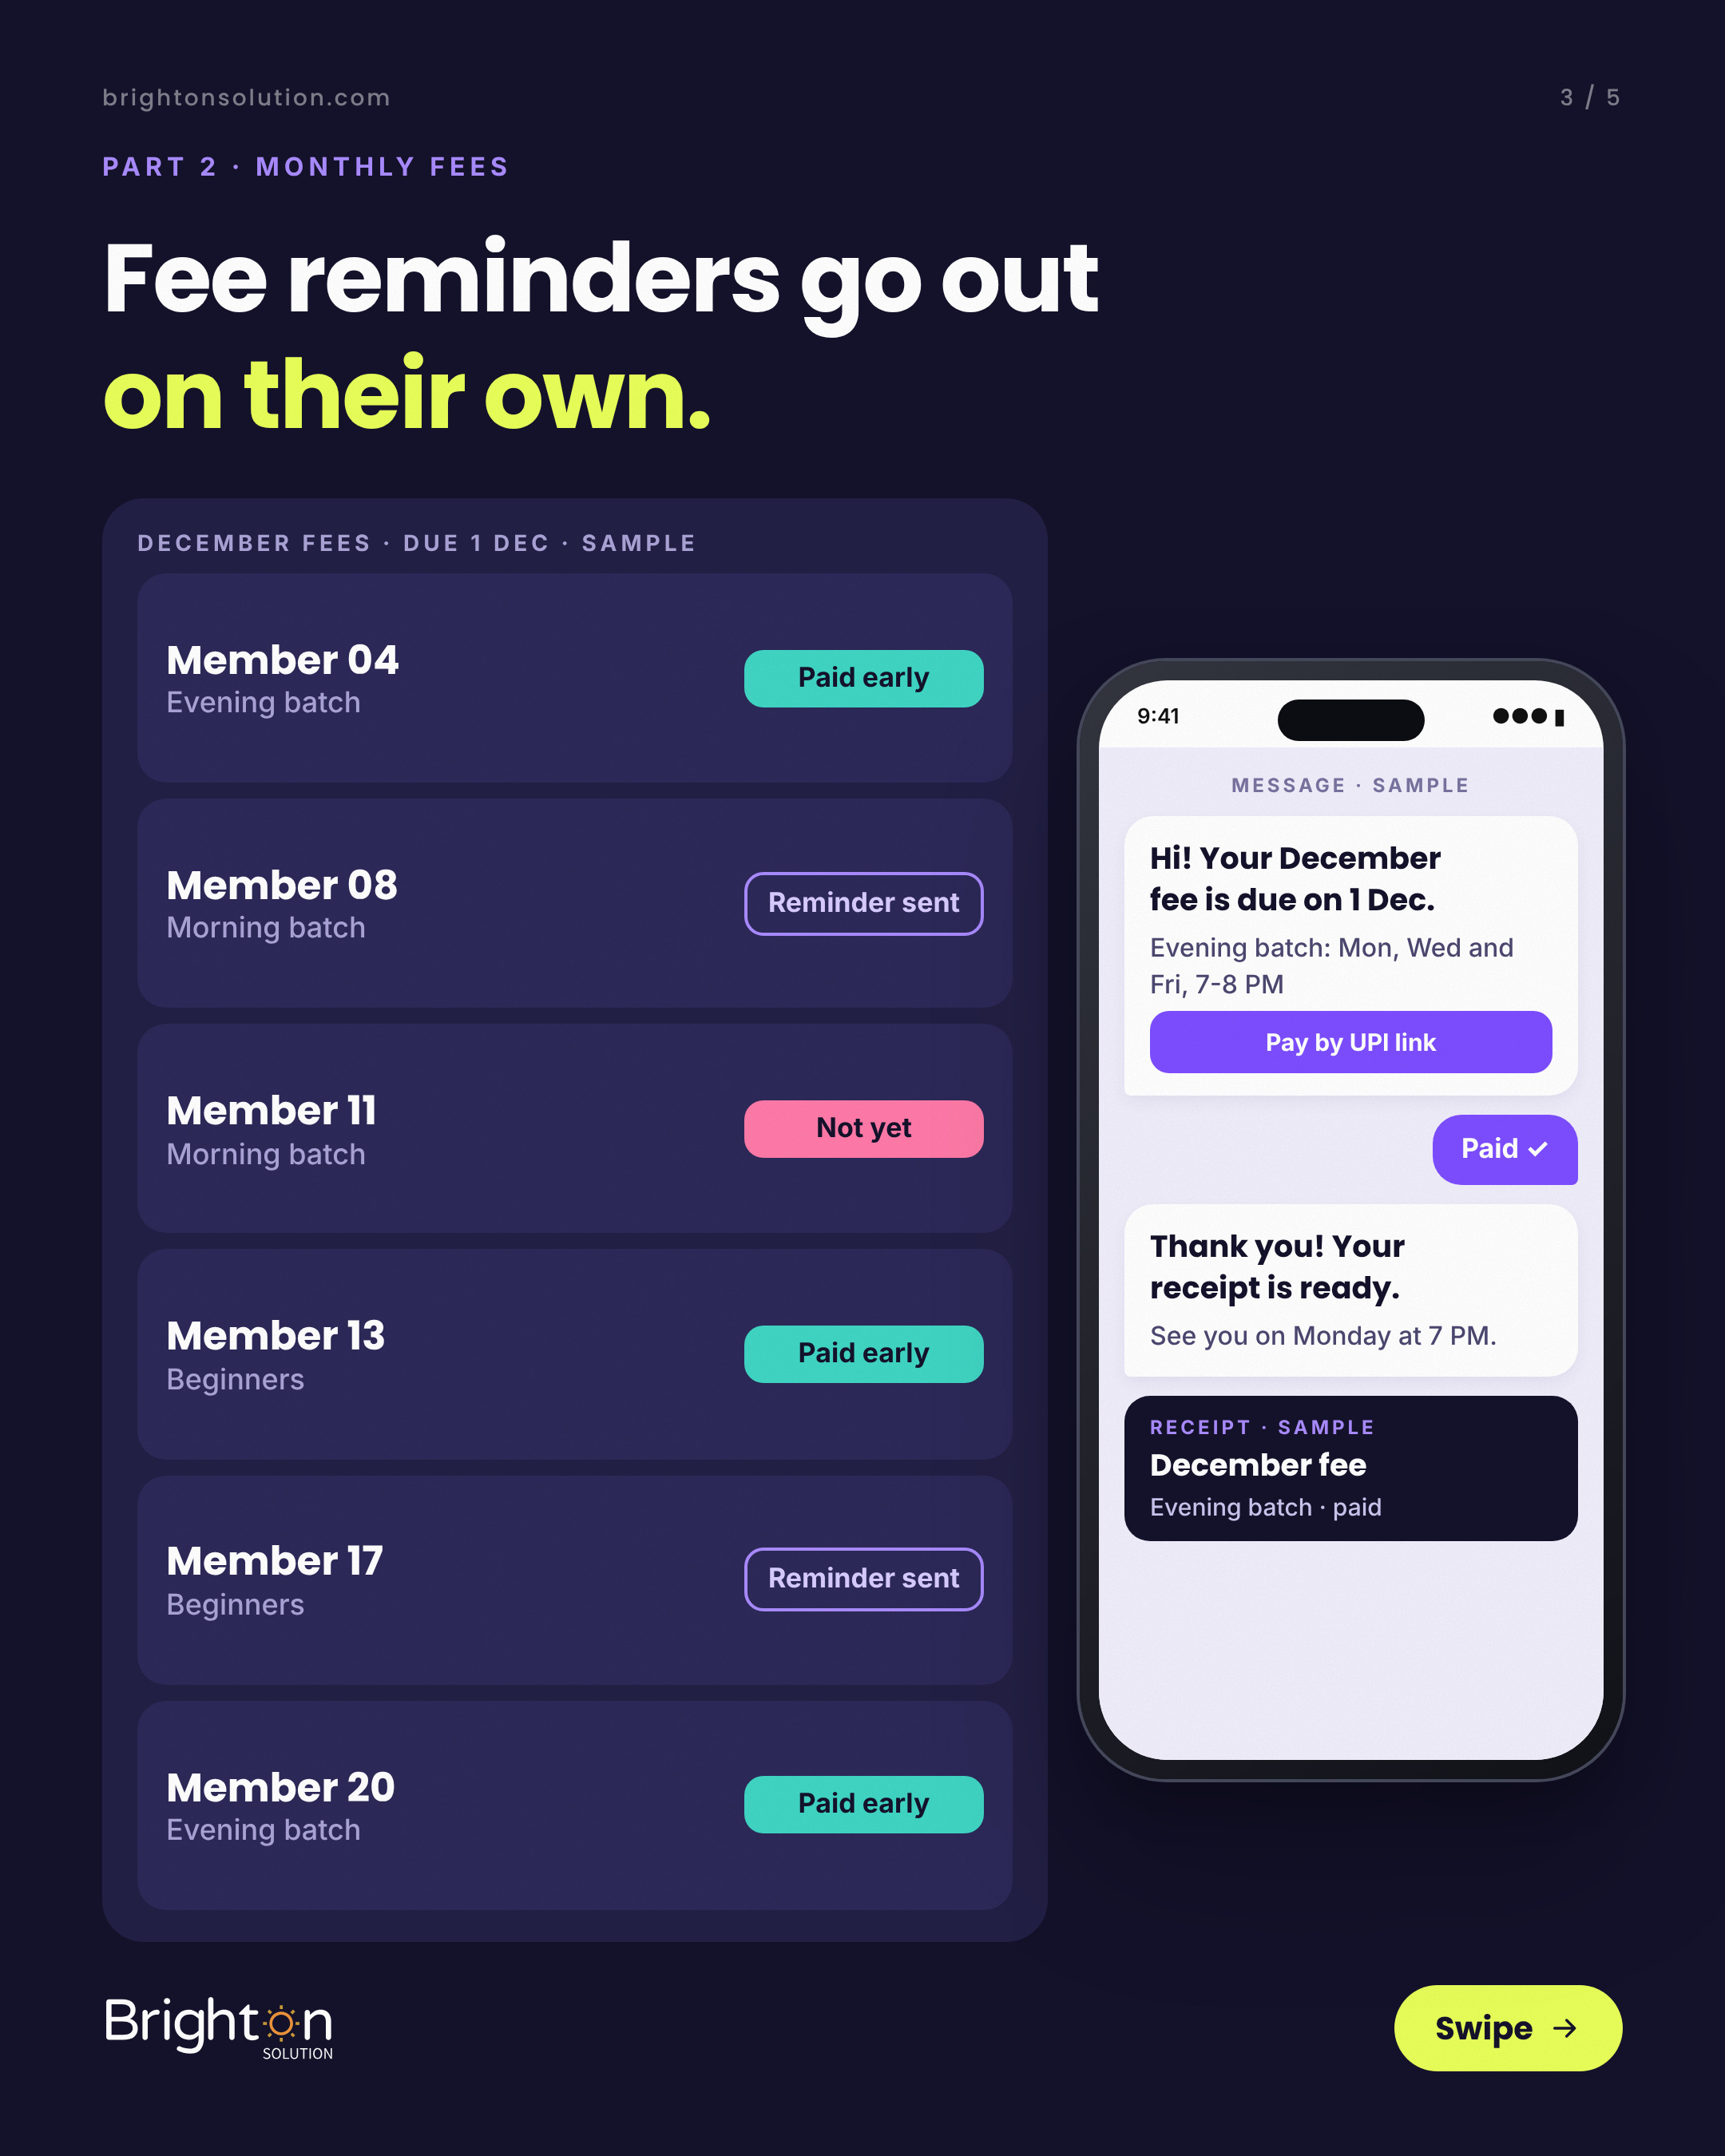 brightonsolution.com
3 / 5
PART 2 · MONTHLY FEES
Fee reminders go out
on their own.
DECEMBER FEES · DUE 1 DEC · SAMPLE
Member 04
Evening batch
Paid early
Member 08
Morning batch
Reminder sent
Member 11
Morning batch
Not yet
Member 13
Beginners
Paid early
Member 17
Beginners
Reminder sent
Member 20
Evening batch
Paid early
9:41
MESSAGE · SAMPLE
Hi! Your December
fee is due on 1 Dec.
Evening batch: Mon, Wed and
Fri, 7-8 PM
Pay by UPI link
Paid ✓
Thank you! Your
receipt is ready.
See you on Monday at 7 PM.
RECEIPT · SAMPLE
December fee
Evening batch · paid
Brighton
SOLUTION
Swipe →